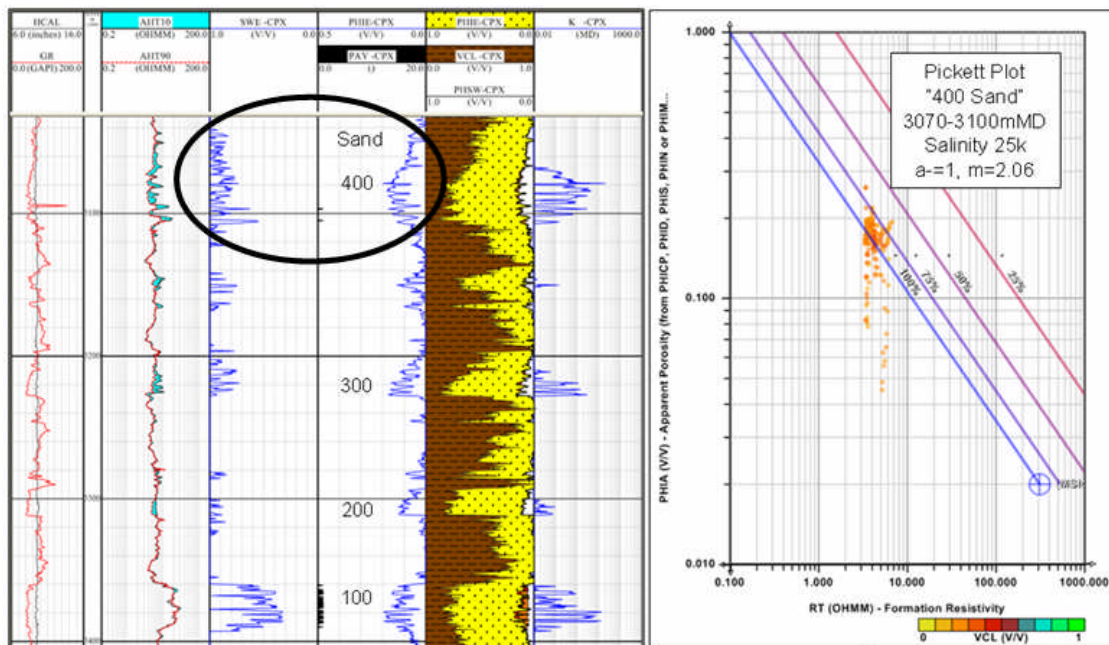 HCAL AHT10 SWE-CPX PHIE-CPX PHIE-CPX K -CPX
6.0 (inches) 16.0 0.2 (OHMM) 200.0 1.0 (V/V) 0.0 0.5 (V/V) 0.0 1.0 (V/V) 0.0 0.01 (MD) 1000.0
GR AHT90 PAY-CPX VCL-CPX
0.0 (GAPI) 200.0 0.2 (OHMM) 200.0 0.0 () 20.0 0.0 (V/V) 1.0
PHSW-CPX
1.0 (V/V) 0.0
Sand
400
300
200
100
1.000
0.100
0.010
0.100 1.000 10.000 100.000 1000.000
Pickett Plot
"400 Sand"
3070-3100mMD
Salinity 25k
a-=1, m=2.06
100% 75% 50% 25%
PHIA (V/V) - Apparent Porosity (from PHICP, PHID, PHIS, PHIN or PHIM...
RT (OHMM) - Formation Resistivity
0 VCL (V/V) 1